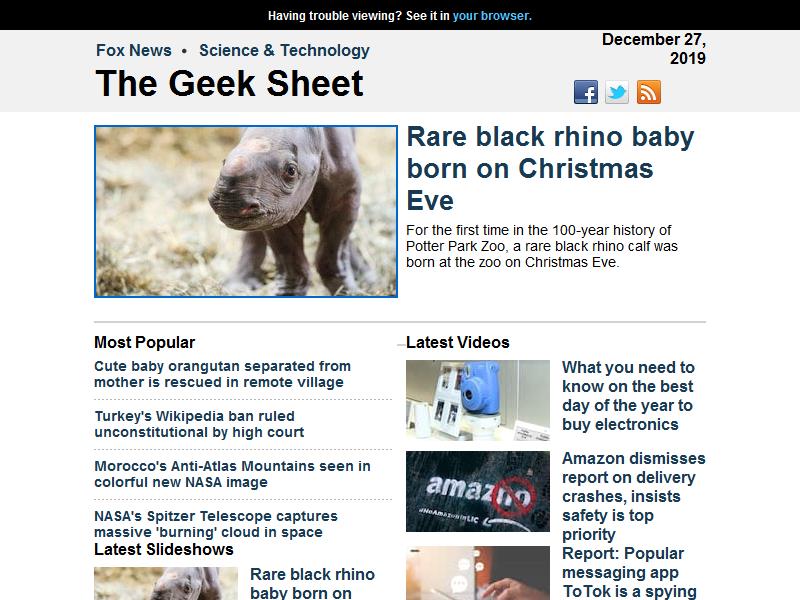 Having trouble viewing? See it in your browser.
Fox News • Science & Technology
The Geek Sheet
December 27,
2019
Rare black rhino baby
born on Christmas
Eve
For the first time in the 100-year history of
Potter Park Zoo, a rare black rhino calf was
born at the zoo on Christmas Eve.
Most Popular
Cute baby orangutan separated from
mother is rescued in remote village
Turkey's Wikipedia ban ruled
unconstitutional by high court
Morocco's Anti-Atlas Mountains seen in
colorful new NASA image
NASA's Spitzer Telescope captures
massive 'burning' cloud in space
Latest Slideshows
Rare black rhino
baby born on
Latest Videos
What you need to
know on the best
day of the year to
buy electronics
amazno
#NoAmazonInLIC
Amazon dismisses
report on delivery
crashes, insists
safety is top
priority
Report: Popular
messaging app
ToTok is a spying